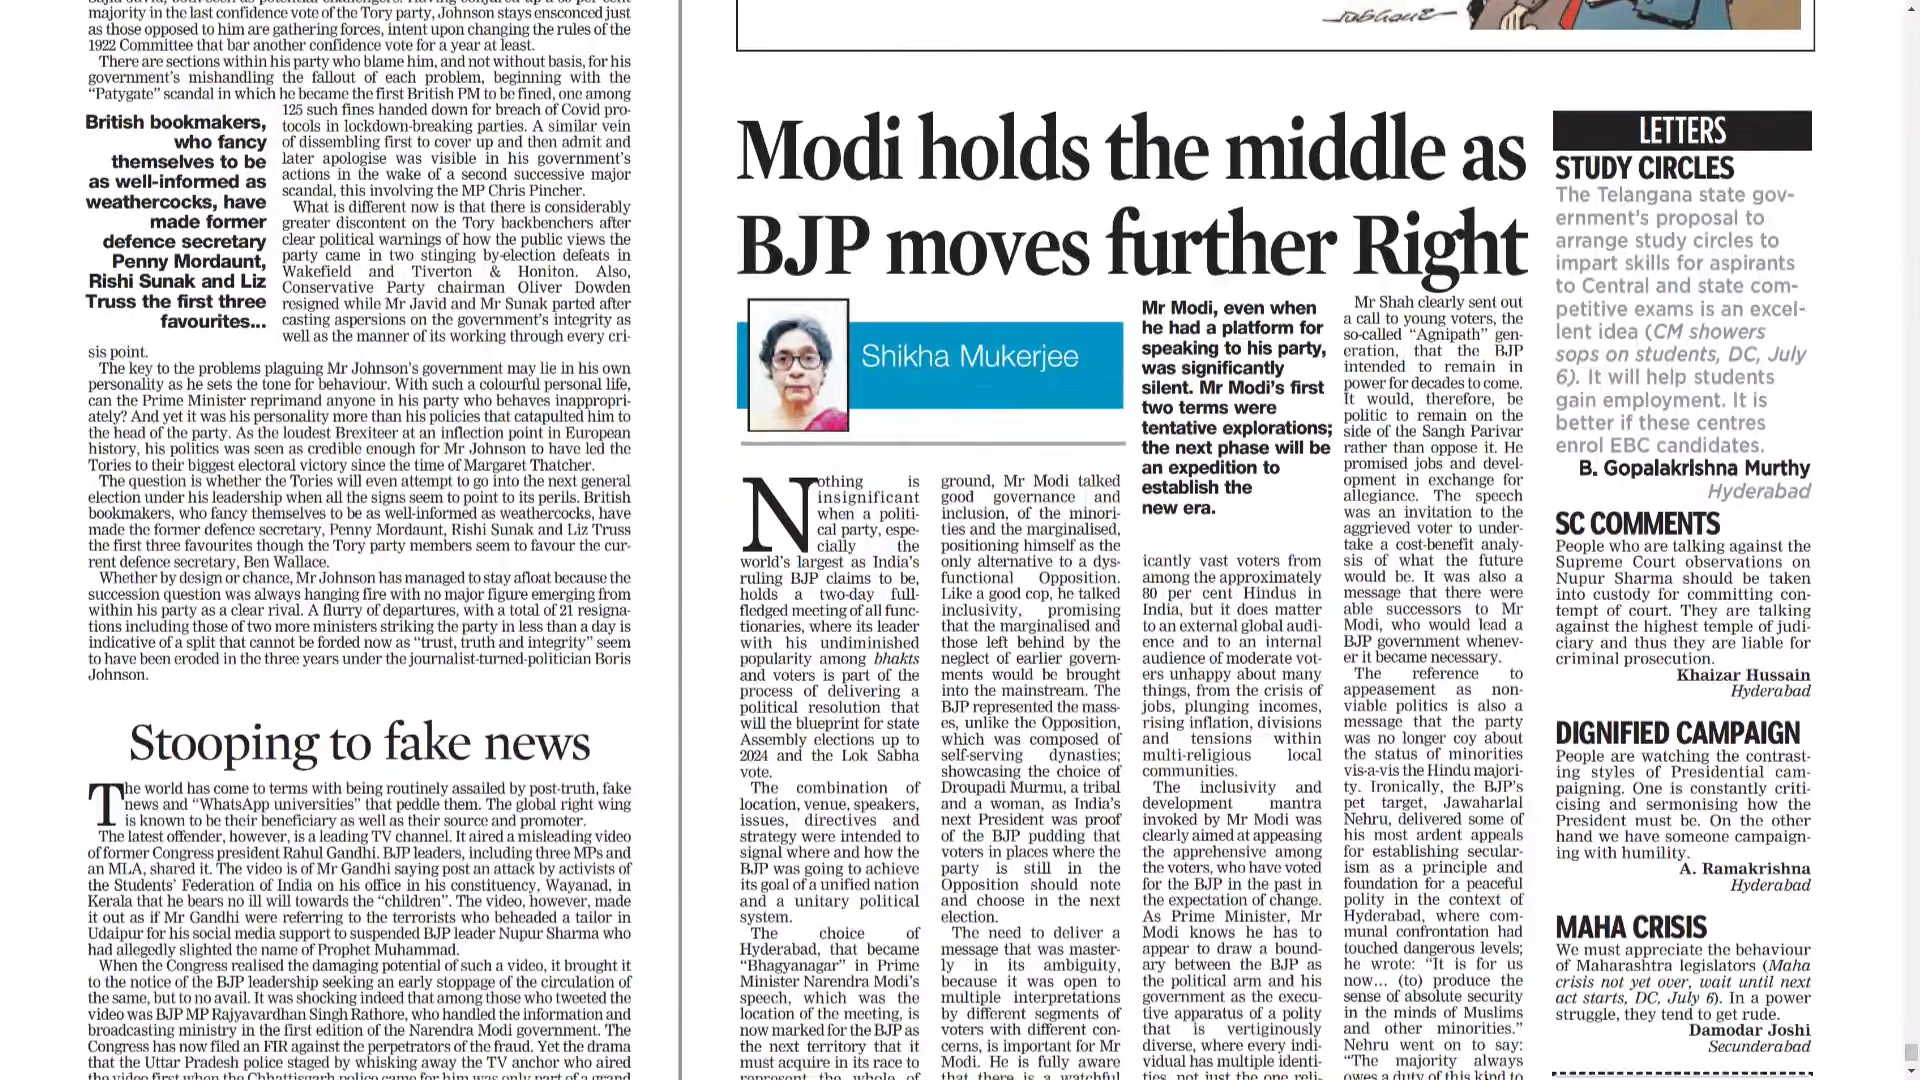 majority in the last confidence vote of the Tory party, Johnson stays ensconced just
as those opposed to him are gathering forces, intent upon changing the rules of the
1922 Committee that bar another confidence vote for a year at least.
There are sections within his party who blame him, and not without basis, for his
government's mishandling the fallout of each problem, beginning with the
"Patygate" scandal in which he became the first British PM to be fined, one among
125 such fines handed down for breach of Covid pro-
tocols in lockdown-breaking parties. A similar vein
of dissembling first to cover up and then admit and
later apologise was visible in his government's
actions in the wake of a second successive major
scandal, this involving the MP Chris Pincher.
What is different now is that there is considerably
greater discontent on the Tory backbenchers after
clear political warnings of how the public views the
party came in two stinging by-election defeats in
Wakefield and Tiverton & Honiton. Also,
Conservative Party chairman Oliver Dowden
resigned while Mr Javid and Mr Sunak parted after
casting aspersions on the government's integrity as
well as the manner of its working through every cri-
sis point.
British bookmakers,
who fancy
themselves to be
as well-informed as
weathercocks, have
made former
defence secretary
Penny Mordaunt,
Rishi Sunak and Liz
Truss the first three
favourites...
The key to the problems plaguing Mr Johnson's government may lie in his own
personality as he sets the tone for behaviour. With such a colourful personal life,
can the Prime Minister reprimand anyone in his party who behaves inappropri-
ately? And yet it was his personality more than his policies that catapulted him to
the head of the party. As the loudest Brexiteer at an inflection point in European
history, his politics was seen as credible enough for Mr Johnson to have led the
Tories to their biggest electoral victory since the time of Margaret Thatcher.
The question is whether the Tories will even attempt to go into the next general
election under his leadership when all the signs seem to point to its perils. British
bookmakers, who fancy themselves to be as well-informed as weathercocks, have
made the former defence secretary, Penny Mordaunt, Rishi Sunak and Liz Truss
the first three favourites though the Tory party members seem to favour the cur-
rent defence secretary, Ben Wallace.
Whether by design or chance, Mr Johnson has managed to stay afloat because the
succession question was always hanging fire with no major figure emerging from
within his party as a clear rival. A flurry of departures, with a total of 21 resigna-
tions including those of two more ministers striking the party in less than a day is
indicative of a split that cannot be forded now as "trust, truth and integrity" seem
to have been eroded in the three years under the journalist-turned-politician Boris
Johnson.
Stooping to fake news
The world has come to terms with being routinely assailed by post-truth, fake
news and "WhatsApp universities" that peddle them. The global right wing
is known to be their beneficiary as well as their source and promoter.
The latest offender, however, is a leading TV channel. It aired a misleading video
of former Congress president Rahul Gandhi. BJP leaders, including three MPs and
an MLA, shared it. The video is of Mr Gandhi saying post an attack by activists of
the Students' Federation of India on his office in his constituency, Wayanad, in
Kerala that he bears no ill will towards the "children". The video, however, made
it out as if Mr Gandhi were referring to the terrorists who beheaded a tailor in
Udaipur for his social media support to suspended BJP leader Nupur Sharma who
had allegedly slighted the name of Prophet Muhammad.
When the Congress realised the damaging potential of such a video, it brought it
to the notice of the BJP leadership seeking an early stoppage of the circulation of
the same, but to no avail. It was shocking indeed that among those who tweeted the
video was BJP MP Rajyavardhan Singh Rathore, who handled the information and
broadcasting ministry in the first edition of the Narendra Modi government. The
Congress has now filed an FIR against the perpetrators of the fraud. Yet the drama
that the Uttar Pradesh police staged by whisking away the TV anchor who aired
Modi holds the middle as
BJP moves further Right
Shikha Mukerjee
Nothing is
insignificant
when a politi-
cal party, espe-
cially the
world's largest as India's
ruling BJP claims to be,
holds a two-day full-
fledged meeting of all func-
tionaries, where its leader
with his undiminished
popularity among bhakts
and voters is part of the
process of delivering a
political resolution that
will the blueprint for state
Assembly elections up to
2024 and the Lok Sabha
vote.
The combination of
location, venue, speakers,
issues, directives and
strategy were intended to
signal where and how the
BJP was going to achieve
its goal of a unified nation
and a unitary political
system.
The choice of
Hyderabad, that became
"Bhagyanagar" in Prime
Minister Narendra Modi's
speech, which was the
location of the meeting, is
now marked for the BJP as
the next territory that it
must acquire in its race to
represent the whole of
ground, Mr Modi talked
good governance and
inclusion, of the minori-
ties and the marginalised,
positioning himself as the
only alternative to a dys-
functional Opposition.
Like a good cop, he talked
inclusivity, promising
that the marginalised and
those left behind by the
neglect of earlier govern-
ments would be brought
into the mainstream. The
BJP represented the mass-
es, unlike the Opposition,
which was composed of
self-serving dynasties;
showcasing the choice of
Droupadi Murmu, a tribal
and a woman, as India's
next President was proof
of the BJP pudding that
voters in places where the
party is still in the
Opposition should note
and choose in the next
election.
The need to deliver a
message that was master-
ly in its ambiguity,
because it was open to
multiple interpretations
by different segments of
voters with different con-
cerns, is important for Mr
Modi. He is fully aware
that there is a watchful
Mr Modi, even when
he had a platform for
speaking to his party,
was significantly
silent. Mr Modi's first
two terms were
tentative explorations;
the next phase will be
an expedition to
establish the
new era.
icantly vast voters from
among the approximately
80 per cent Hindus in
India, but it does matter
to an external global audi-
ence and to an internal
audience of moderate vot-
ers unhappy about many
things, from the crisis of
jobs, plunging incomes,
rising inflation, divisions
and tensions within
multi-religious local
communities.
The inclusivity and
development mantra
invoked by Mr Modi was
clearly aimed at appeasing
the apprehensive among
the voters, who have voted
for the BJP in the past in
the expectation of change.
As Prime Minister, Mr
Modi knows he has to
appear to draw a bound-
ary between the BJP as
the political arm and his
government as the execu-
tive apparatus of a polity
that is vertiginously
diverse, where every indi-
vidual has multiple identi-
ties, not just the one reli-
Mr Shah clearly sent out
a call to young voters, the
so-called "Agnipath" gen-
eration, that the BJP
intended to remain in
power for decades to come.
It would, therefore, be
politic to remain on the
side of the Sangh Parivar
rather than oppose it. He
promised jobs and devel-
opment in exchange for
allegiance. The speech
was an invitation to the
aggrieved voter to under-
take a cost-benefit analy-
sis of what the future
would be. It was also a
message that there were
able successors to Mr
Modi, who would lead a
BJP government whenev-
er it became necessary.
The reference to
appeasement as non-
viable politics is also a
message that the party
was no longer coy about
the status of minorities
vis-a-vis the Hindu majori-
ty. Ironically, the BJP's
pet target, Jawaharlal
Nehru, delivered some of
his most ardent appeals
for establishing secular-
ism as a principle and
foundation for a peaceful
polity in the context of
Hyderabad, where com-
munal confrontation had
touched dangerous levels;
he wrote: "It is for us
now... (to) produce the
sense of absolute security
in the minds of Muslims
and other minorities."
Nehru went on to say:
"The majority always
owes a duty of this kind to
LETTERS
STUDY CIRCLES
The Telangana state gov-
ernment's proposal to
arrange study circles to
impart skills for aspirants
to Central and state com-
petitive exams is an excel-
lent idea (CM showers
sops on students, DC, July
6). It will help students
gain employment. It is
better if these centres
enrol EBC candidates.
B. Gopalakrishna Murthy
Hyderabad
SC COMMENTS
People who are talking against the
Supreme Court observations on
Nupur Sharma should be taken
into custody for committing con-
tempt of court. They are talking
against the highest temple of judi-
ciary and thus they are liable for
criminal prosecution.
Khaizar Hussain
Hyderabad
DIGNIFIED CAMPAIGN
People are watching the contrast-
ing styles of Presidential cam-
paigning. One is constantly criti-
cising and sermonising how the
President must be. On the other
hand we have someone campaign-
ing with humility.
A. Ramakrishna
Hyderabad
MAHA CRISIS
We must appreciate the behaviour
of Maharashtra legislators (Maha
crisis not yet over, wait until next
act starts, DC, July 6). In a power
struggle, they tend to get rude.
Damodar Joshi
Secunderabad